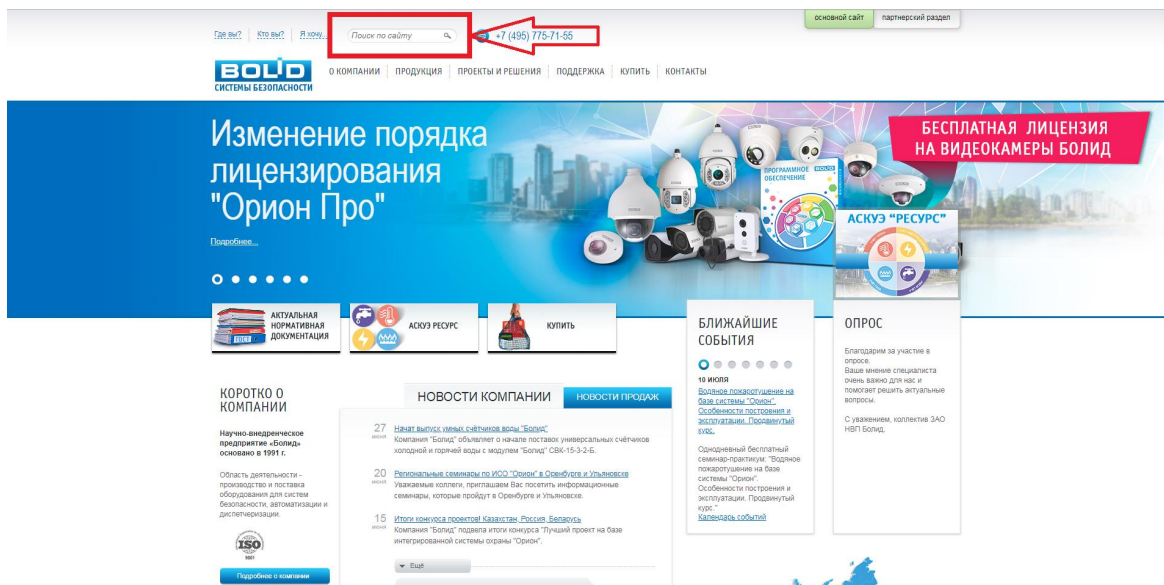 основной сайт
партнерский раздел
Где вы?
Кто вы?
Я хочу...
Поиск по сайту
+7 (495) 775-71-55
BOLID
СИСТЕМЫ БЕЗОПАСНОСТИ
О КОМПАНИИ
ПРОДУКЦИЯ
ПРОЕКТЫ И РЕШЕНИЯ
ПОДДЕРЖКА
КУПИТЬ
КОНТАКТЫ
Изменение порядка
лицензирования
"Орион Про"
Подробнее...
ПРОГРАММНОЕ
ОБЕСПЕЧЕНИЕ
BOLID
БЕСПЛАТНАЯ ЛИЦЕНЗИЯ
НА ВИДЕОКАМЕРЫ БОЛИД
АСКУЭ "РЕСУРС"
АКТУАЛЬНАЯ
НОРМАТИВНАЯ
ДОКУМЕНТАЦИЯ
ГОСТ
АСКУЭ РЕСУРС
КУПИТЬ
КОРОТКО О
КОМПАНИИ
Научно-внедренческое
предприятие «Болид»
основано в 1991 г.
Область деятельности -
производство и поставка
оборудования для систем
безопасности, автоматизации и
диспетчеризации.
ISO
9001
Подробнее о компании
НОВОСТИ КОМПАНИИ
НОВОСТИ ПРОДАЖ
27
июня
Начат выпуск умных счётчиков воды "Болид"
Компания "Болид" объявляет о начале поставок универсальных счётчиков
холодной и горячей воды с модулем "Болид" СВК-15-3-2-Б.
20
июня
Региональные семинары по ИСО "Орион" в Оренбурге и Ульяновске
Уважаемые коллеги, приглашаем Вас посетить информационные
семинары, которые пройдут в Оренбурге и Ульяновске.
15
июня
Итоги конкурса проектов! Казахстан, Россия, Беларусь
Компания "Болид" подвела итоги конкурса "Лучший проект на базе
интегрированной системы охраны "Орион".
Ещё
БЛИЖАЙШИЕ
СОБЫТИЯ
10 ИЮЛЯ
Водяное пожаротушение на
базе системы "Орион".
Особенности построения и
эксплуатации. Продвинутый
курс.
Однодневный бесплатный
семинар-практикум: "Водяное
пожаротушение на базе
системы "Орион".
Особенности построения и
эксплуатации. Продвинутый
курс."
Календарь событий
ОПРОС
Благодарим за участие в
опросе.
Ваше мнение специалиста
очень важно для нас и
помогает решить актуальные
вопросы.
С уважением, коллектив ЗАО
НВП Болид.